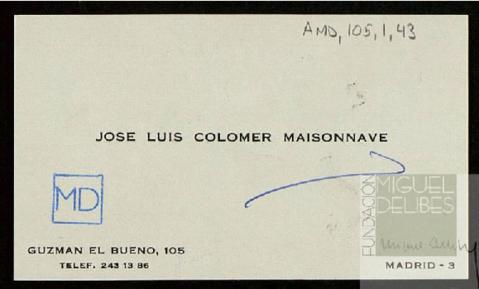 AMD, 105, 1, 43
JOSE LUIS COLOMER MAISONNAVE
MD
FUNDACIÓN
MIGUEL
DELIBES
GUZMAN EL BUENO, 105
TELEF. 243 13 86
MADRID - 3